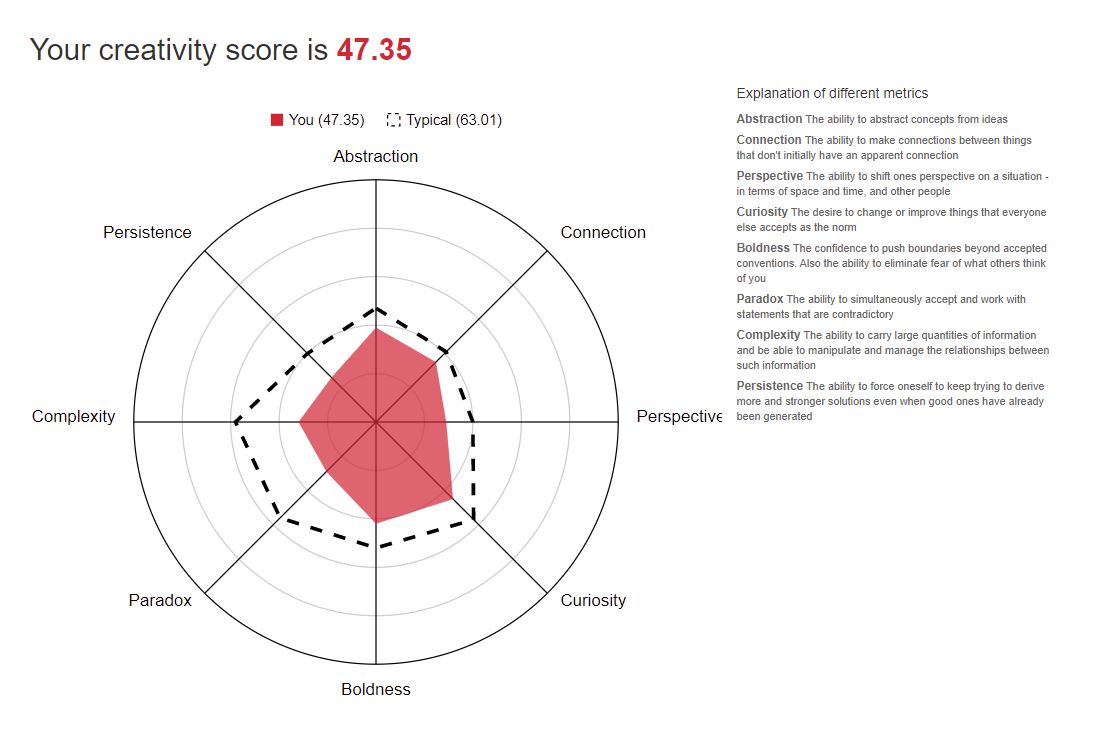 Your creativity score is 47.35
You (47.35)
Typical (63.01)
Abstraction
Persistence
Connection
Complexity
Perspective
Paradox
Curiosity
Boldness
Explanation of different metrics
Abstraction The ability to abstract concepts from ideas
Connection The ability to make connections between things
that don't initially have an apparent connection
Perspective The ability to shift ones perspective on a situation -
in terms of space and time, and other people
Curiosity The desire to change or improve things that everyone
else accepts as the norm
Boldness The confidence to push boundaries beyond accepted
conventions. Also the ability to eliminate fear of what others think
of you
Paradox The ability to simultaneously accept and work with
statements that are contradictory
Complexity The ability to carry large quantities of information
and be able to manipulate and manage the relationships between
such information
Persistence The ability to force oneself to keep trying to derive
more and stronger solutions even when good ones have already
been generated